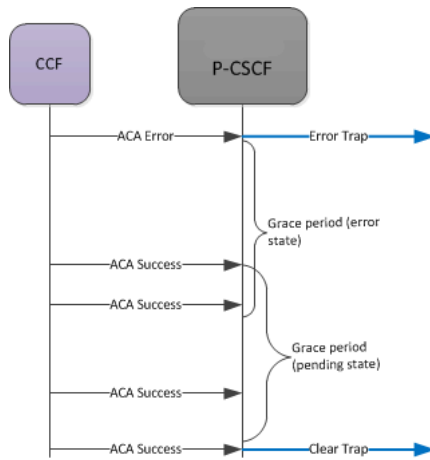 CCF
P-CSCF
ACA Error
Error Trap
Grace period (error
state)
ACA Success
ACA Success
Grace period
(pending state)
ACA Success
ACA Success
Clear Trap